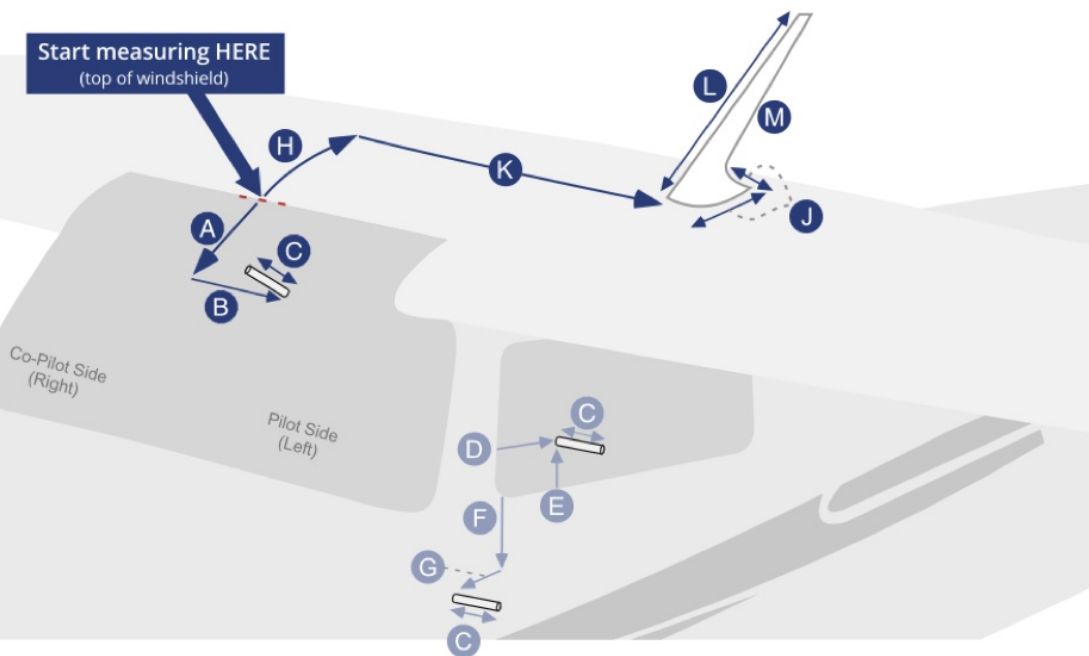 Start measuring HERE
(top of windshield)
L
M
H
K
J
A
C
B
Co-Pilot Side
(Right)
Pilot Side
(Left)
C
D
E
F
G
C